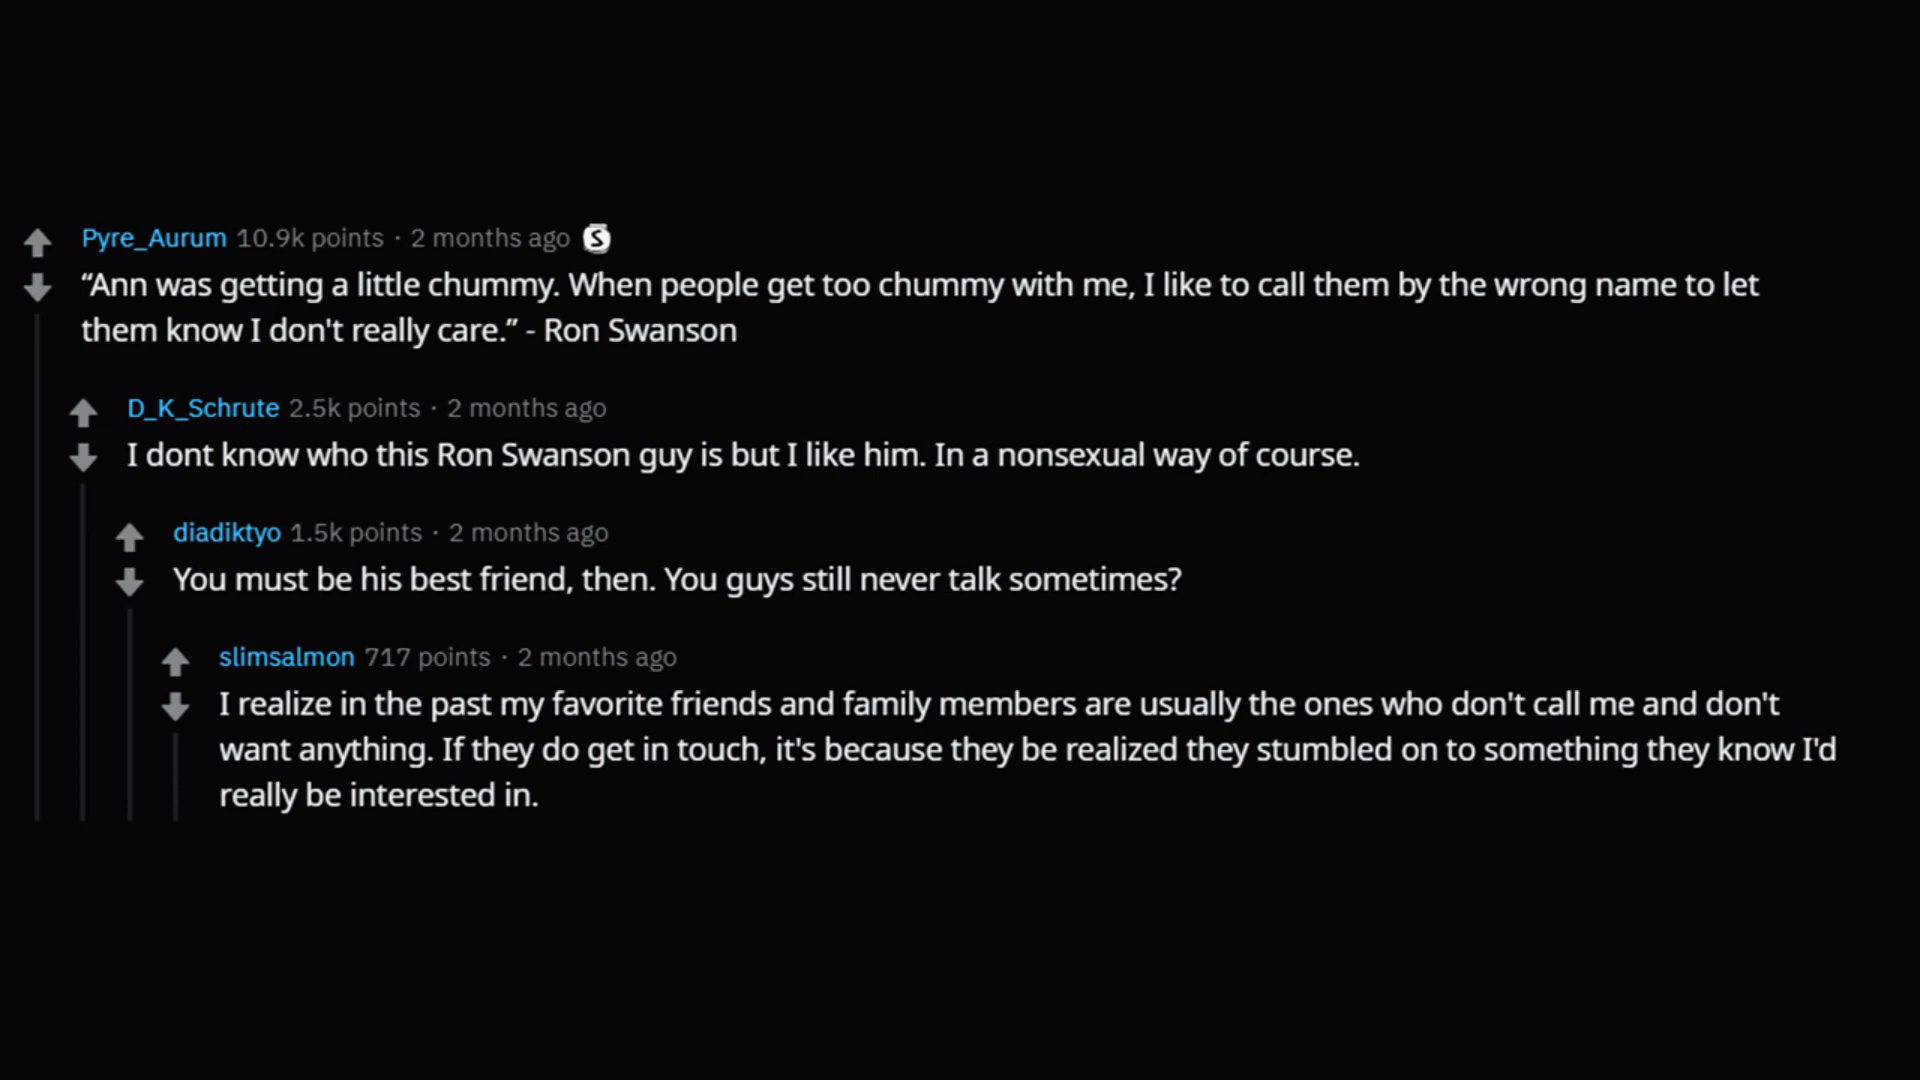 Pyre_Aurum 10.9k points · 2 months ago S
“Ann was getting a little chummy. When people get too chummy with me, I like to call them by the wrong name to let
them know I don't really care.” - Ron Swanson
D_K_Schrute 2.5k points · 2 months ago
I dont know who this Ron Swanson guy is but I like him. In a nonsexual way of course.
diadiktyo 1.5k points · 2 months ago
You must be his best friend, then. You guys still never talk sometimes?
slimsalmon 717 points · 2 months ago
I realize in the past my favorite friends and family members are usually the ones who don't call me and don't
want anything. If they do get in touch, it's because they be realized they stumbled on to something they know I'd
really be interested in.